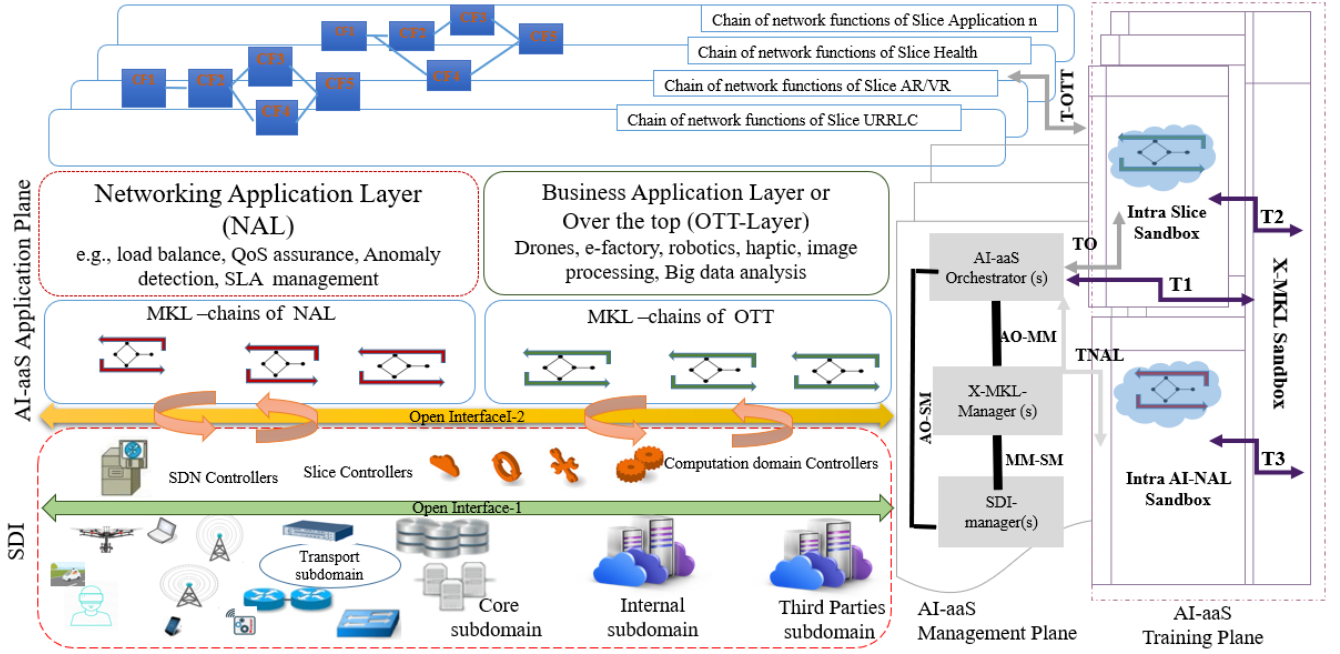 Chain of network functions of Slice Application n
Chain of network functions of Slice Health
Chain of network functions of Slice AR/VR
Chain of network functions of Slice URRLC
CF1
CF2
CF3
CF4
CF5
CF1
CF2
CF3
CF4
CF5
T-OTT
AI-aaS Application Plane
Networking Application Layer
(NAL)
e.g., load balance, QoS assurance, Anomaly
detection, SLA management
Business Application Layer or
Over the top (OTT-Layer)
Drones, e-factory, robotics, haptic, image
processing, Big data analysis
MKL –chains of NAL
MKL –chains of OTT
Open InterfaceI-2
SDI
SDN Controllers
Slice Controllers
Computation domain Controllers
Open Interface-1
Transport
subdomain
Core
subdomain
Internal
subdomain
Third Parties
subdomain
AI-aaS
Orchestrator (s)
AO-MM
X-MKL-
Manager (s)
MM-SM
SDI-
manager(s)
AO-SM
AI-aaS
Management Plane
TO
T1
TNAL
Intra Slice
Sandbox
T2
X-MKL Sandbox
Intra AI-NAL
Sandbox
T3
AI-aaS
Training Plane